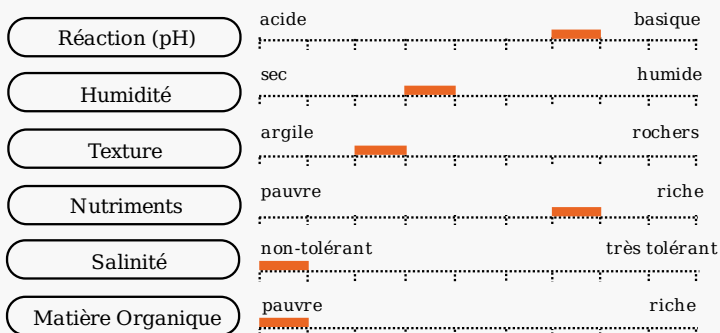 acide basique
Réaction (pH)
sec humide
Humidité
argile rochers
Texture
pauvre riche
Nutriments
non-tolérant très tolérant
Salinité
pauvre riche
Matière Organique